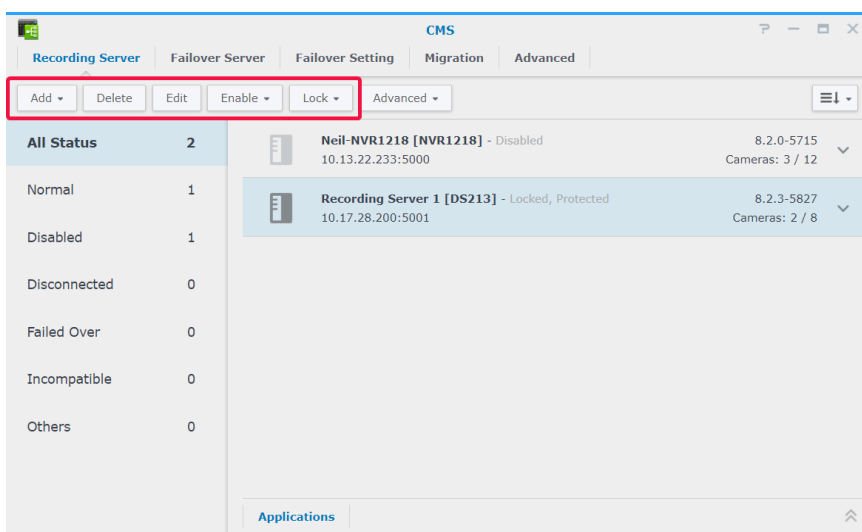 CMS
Recording Server Failover Server Failover Setting Migration Advanced
Add Delete Edit Enable Lock Advanced
All Status 2
Normal 1
Disabled 1
Disconnected 0
Failed Over 0
Incompatible 0
Others 0
Neil-NVR1218 [NVR1218] - Disabled 8.2.0-5715
10.13.22.233:5000 Cameras: 3 / 12
Recording Server 1 [DS213] - Locked, Protected 8.2.3-5827
10.17.28.200:5001 Cameras: 2 / 8
Applications